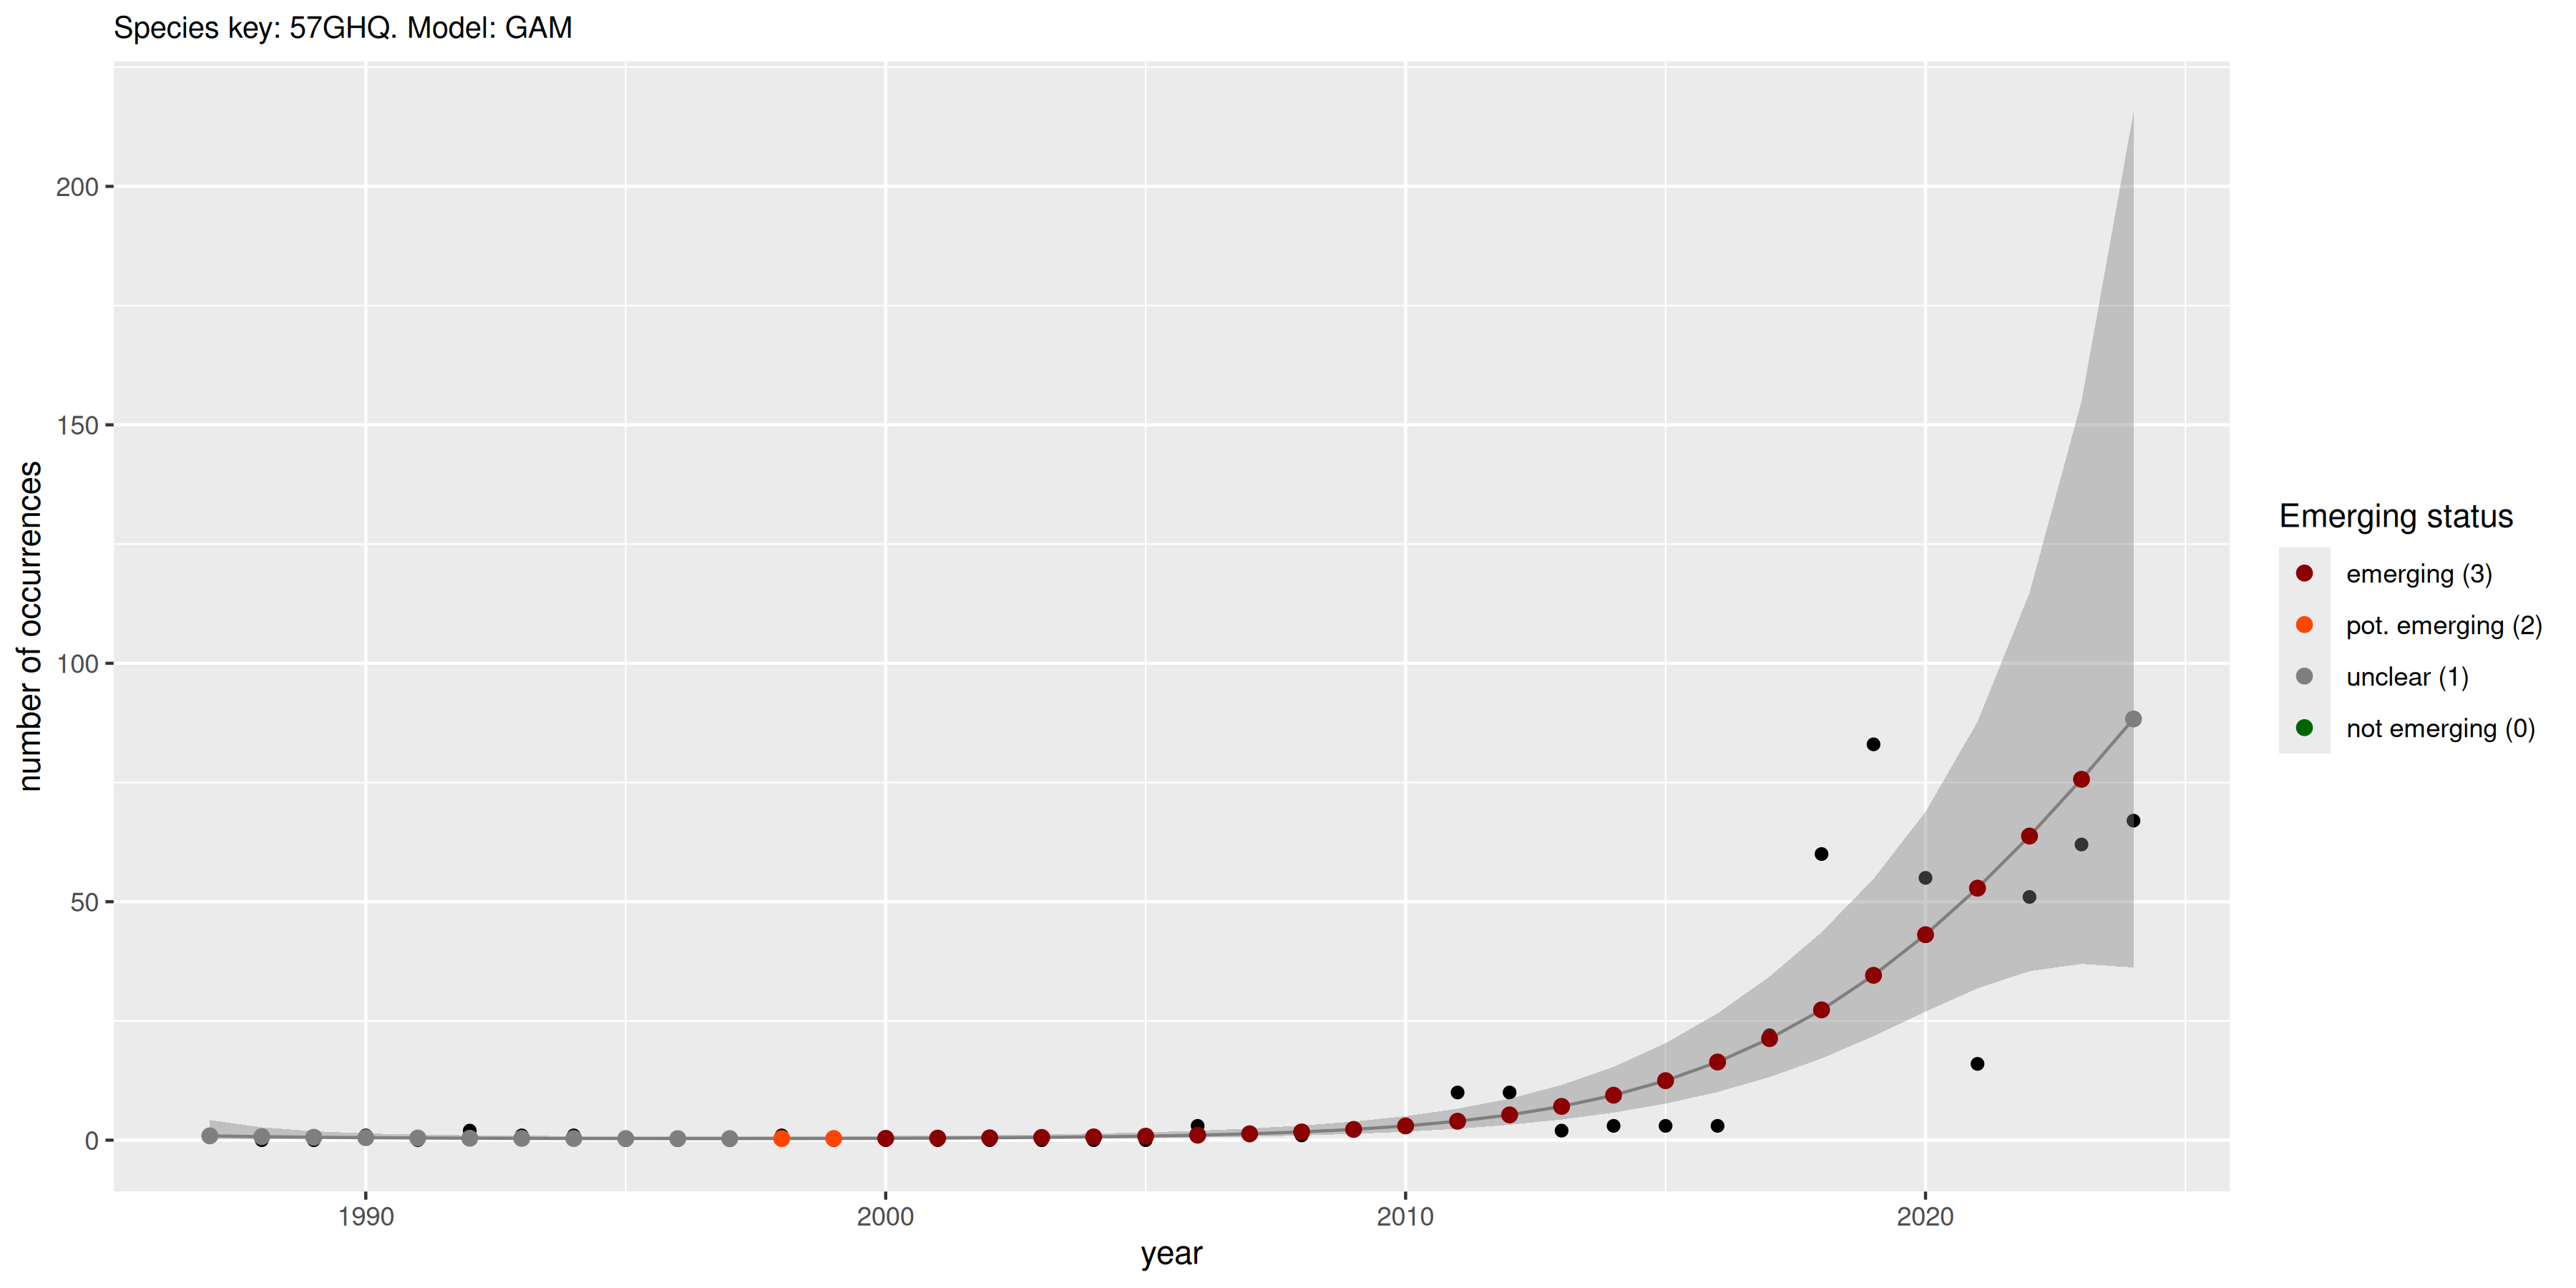 Species key: 57GHQ. Model: GAM
number of occurrences
200
150
100
50
0
1990
2000
2010
2020
year
Emerging status
emerging (3)
pot. emerging (2)
unclear (1)
not emerging (0)